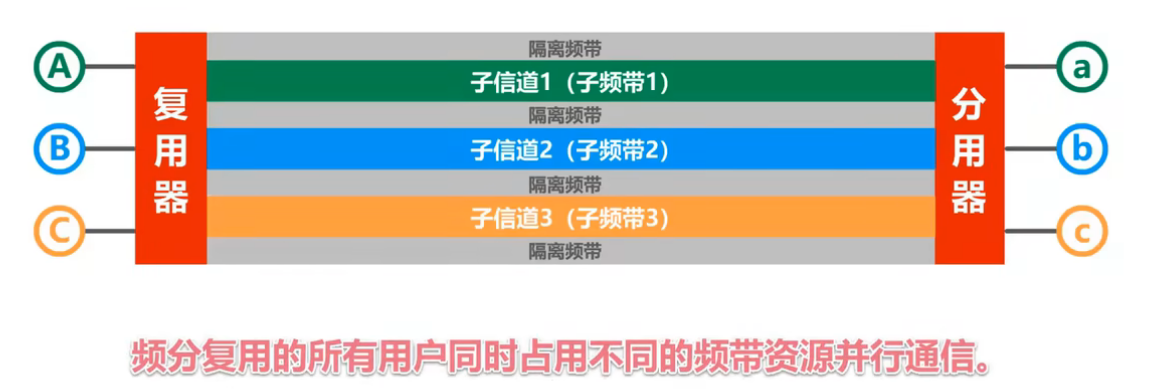 隔离频带
A
子信道1（子频带1）
a
隔离频带
复用器
B
子信道2（子频带2）
分用器
b
隔离频带
C
子信道3（子频带3）
c
隔离频带
频分复用的所有用户同时占用不同的频带资源并行通信。